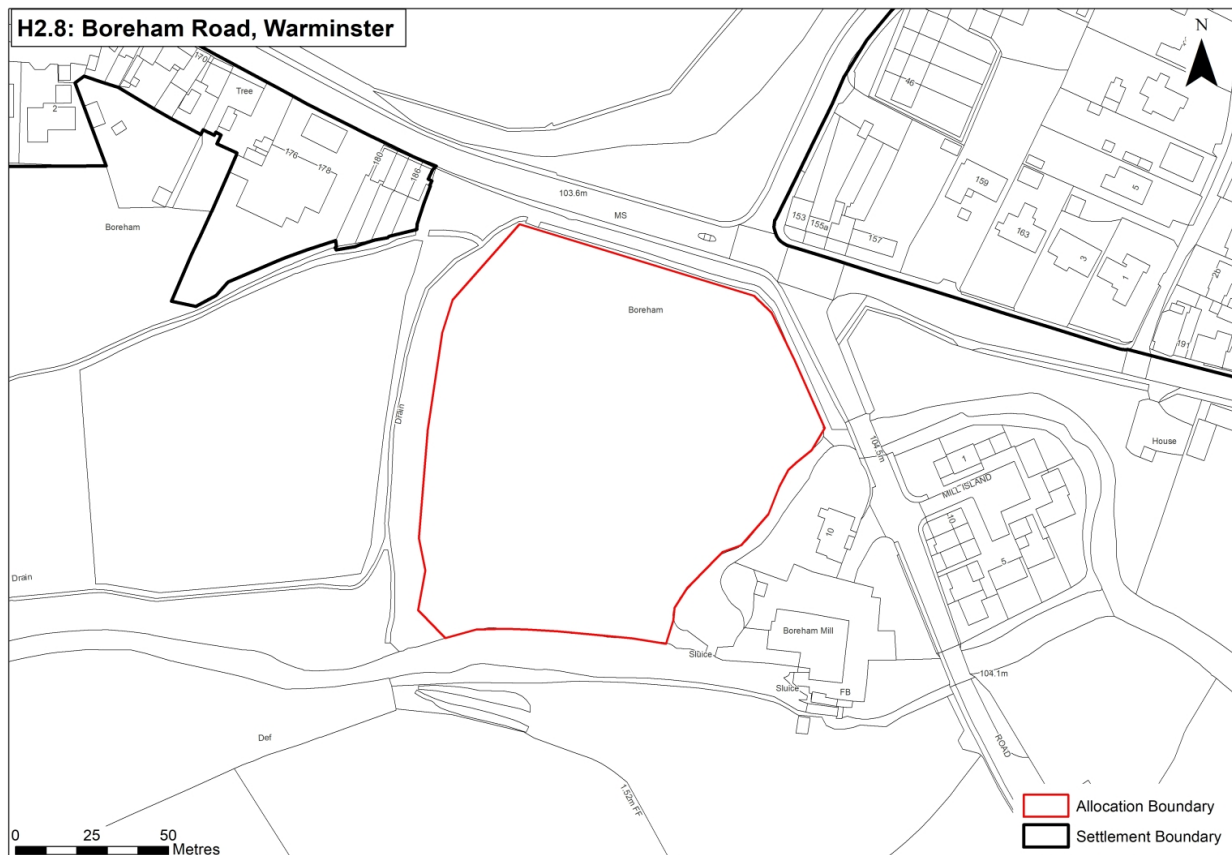 H2.8: Boreham Road, Warminster
N
170
2
Tree
46
176
178
180
186
103.6m
MS
153
155a
157
159
163
5
3
1
2b
191
Boreham
Boreham
Drain
104.5m
House
1
MILL ISLAND
10
10
5
Drain
Boreham Mill
Sluice
Sluice
FB
104.1m
ROAD
Def
1.52m FF
Allocation Boundary
Settlement Boundary
0 25 50
Metres